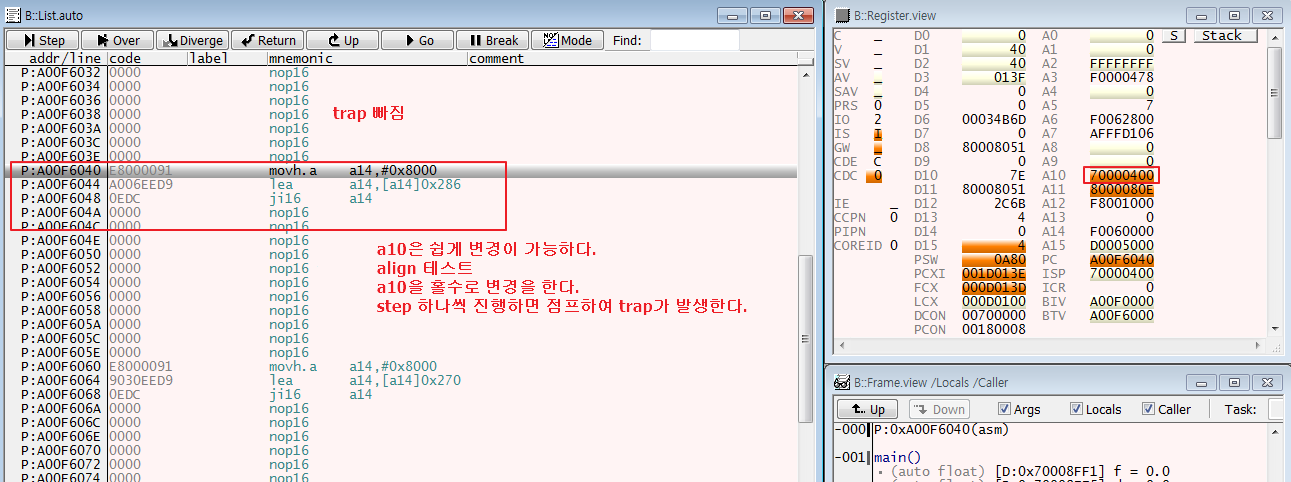 B::List.auto
Step Over Diverge Return Up Go Break Mode Find:
addr/line code label mnemonic comment
P:A00F6032 0000 nop16
P:A00F6034 0000 nop16
P:A00F6036 0000 nop16
P:A00F6038 0000 nop16
trap 빠짐
P:A00F603A 0000 nop16
P:A00F603C 0000 nop16
P:A00F603E 0000 nop16
P:A00F6040 E8000091 movh.a a14,#0x8000
P:A00F6044 A006EED9 lea a14,[a14]0x286
P:A00F6048 0EDC ji16 a14
P:A00F604A 0000 nop16
P:A00F604C 0000 nop16
P:A00F604E 0000 nop16
P:A00F6050 0000 nop16
P:A00F6052 0000 nop16
P:A00F6054 0000 nop16
P:A00F6056 0000 nop16
P:A00F6058 0000 nop16
P:A00F605A 0000 nop16
P:A00F605C 0000 nop16
P:A00F605E 0000 nop16
a10은 쉽게 변경이 가능하다.
align 테스트
a10을 홀수로 변경을 한다.
step 하나씩 진행하면 점프하여 trap가 발생한다.
P:A00F6060 E8000091 movh.a a14,#0x8000
P:A00F6064 9030EED9 lea a14,[a14]0x270
P:A00F6068 0EDC ji16 a14
P:A00F606A 0000 nop16
P:A00F606C 0000 nop16
P:A00F606E 0000 nop16
P:A00F6070 0000 nop16
P:A00F6072 0000 nop16
P:A00F6074 0000 nop16
B::Register.view
S Stack
C _ D0 0 A0 0
V _ D1 40 A1 0
SV _ D2 40 A2 FFFFFFFF
AV _ D3 013F A3 F0000478
SAV _ D4 0 A4 0
PRS 0 D5 0 A5 7
IO 2 D6 00034B6D A6 F0062800
IS I D7 0 A7 AFFFD106
GW _ D8 80008051 A8 0
CDE C D9 0 A9 0
CDC 0 D10 7E A10 70000400
D11 80008051 A11 8000080E
IE _ D12 2C6B A12 F8001000
CCPN 0 D13 4 A13 0
PIPN D14 0 A14 F0060000
COREID 0 D15 4 A15 D0005000
PSW 0A80 PC A00F6040
PCXI 001D013E ISP 70000400
FCX 000D013D ICR 0
LCX 000D0100 BIV A00F0000
DCON 00700000 BTV A00F6000
PCON 00180008
B::Frame.view /Locals /Caller
Up Down Args Locals Caller Task:
-000 P:0xA00F6040(asm)
-001 main()
(auto float) [D:0x70008FF1] f = 0.0